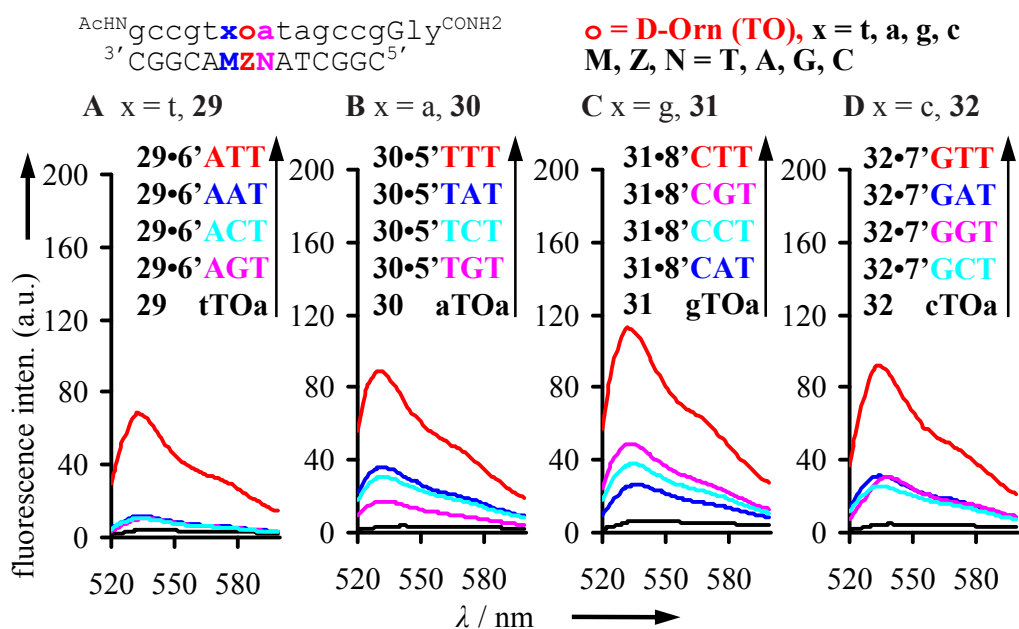 AcHNgccgtxoatagccgGlyCONH2
3'CGGCAMZNATCGGC5'
o = D-Orn (TO), x = t, a, g, c
M, Z, N = T, A, G, C
A x = t, 29
B x = a, 30
C x = g, 31
D x = c, 32
fluorescence inten. (a.u.)
200
160
120
80
40
0
29•6'ATT
29•6'AAT
29•6'ACT
29•6'AGT
29 tTOa
520 550 580
200
160
120
80
40
0
30•5'TTT
30•5'TAT
30•5'TCT
30•5'TGT
30 aTOa
520 550 580
200
160
120
80
40
0
31•8'CTT
31•8'CGT
31•8'CCT
31•8'CAT
31 gTOa
520 550 580
200
160
120
80
40
0
32•7'GTT
32•7'GAT
32•7'GGT
32•7'GCT
32 cTOa
520 550 580
λ / nm